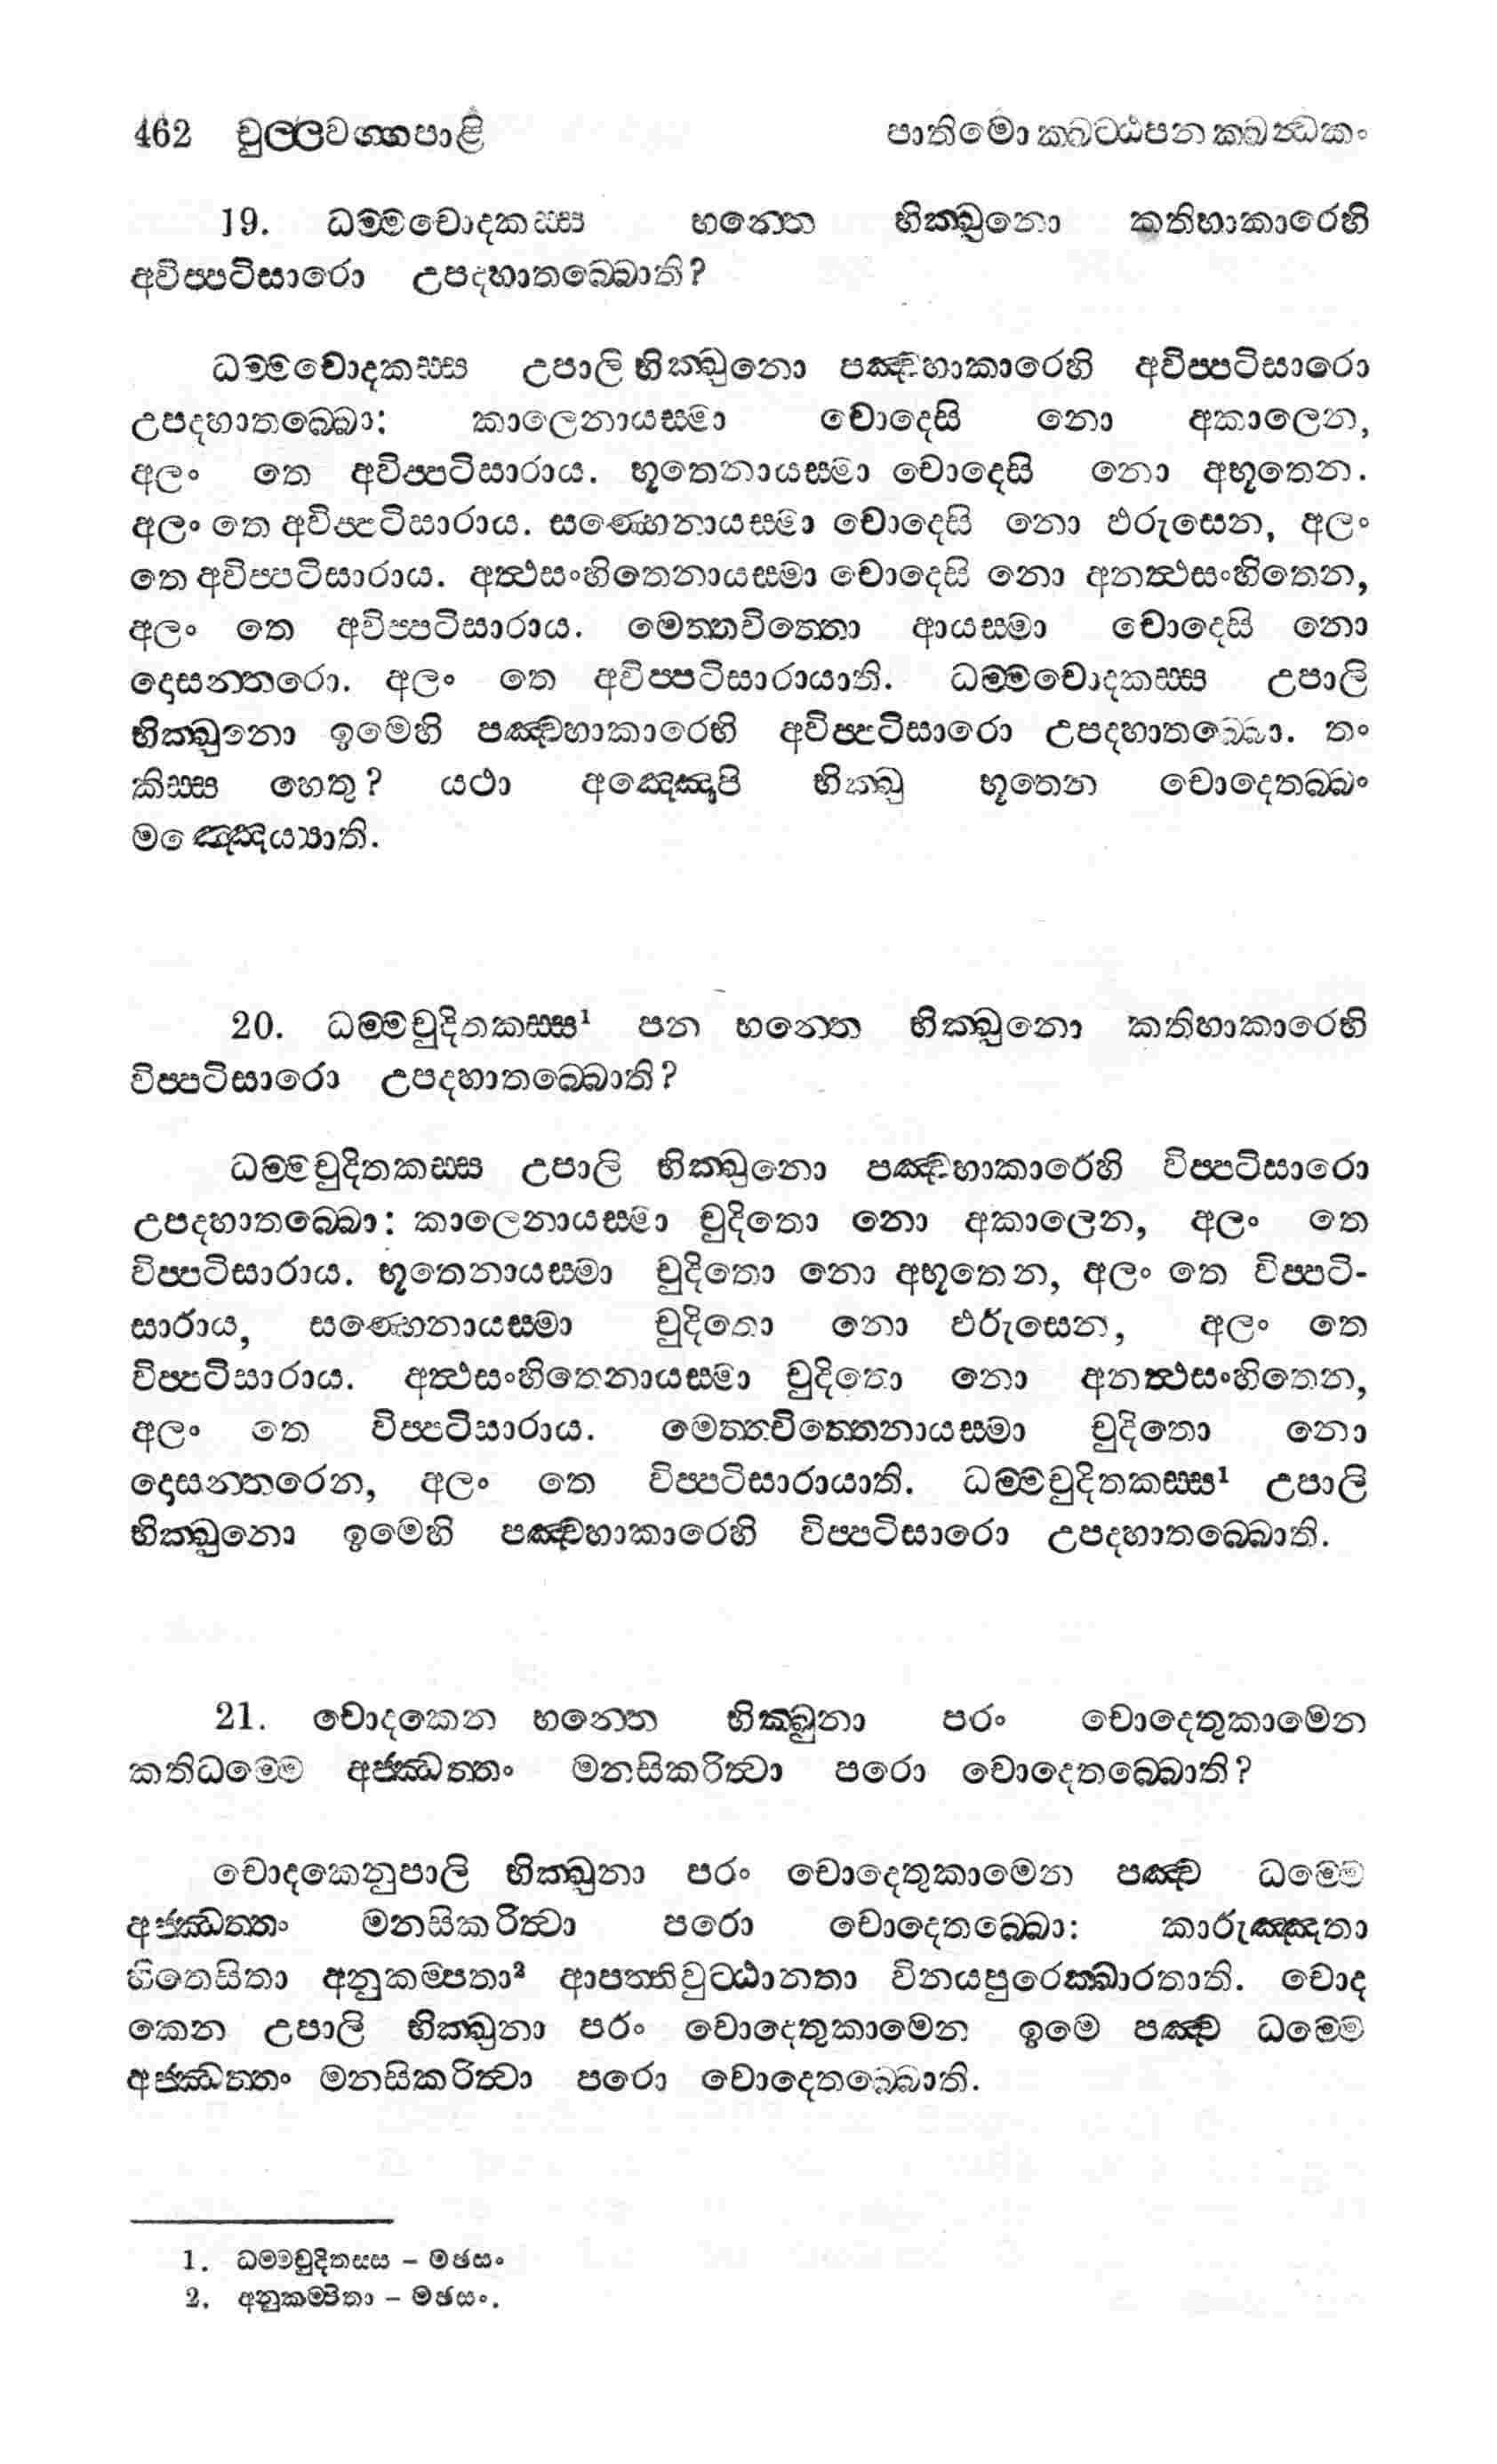 462 චුල්ලවග්ගපාළි පාතිමොක්ඛට්ඨපනක්ඛන්ධකං
19. ධම්මචොදකස්ස භන්තෙ භික්ඛුනො කතිහාකාරෙහි
අවිප්පටිසාරො උපදහාතබ්බොති?
ධම්මචොදකස්ස උපාලි භික්ඛුනො පඤ්චහාකාරෙහි අවිප්පටිසාරො
උපදහාතබ්බො: කාලෙනායස්මා චොදෙසි නො අකාලෙන,
අලං තෙ අවිප්පටිසාරාය. භූතෙනායස්මා චොදෙසි නො අභූතෙන.
අලං තෙ අවිප්පටිසාරාය. සණ්හෙනායස්මා චොදෙසි නො ඵරුසෙන, අලං
තෙ අවිප්පටිසාරාය. අත්ථසංහිතෙනායස්මා චොදෙසි නො අනත්ථසංහිතෙන,
අලං තෙ අවිප්පටිසාරාය. මෙත්තචිත්තො ආයස්මා චොදෙසි නො
දොසන්තරො. අලං තෙ අවිප්පටිසාරායාති. ධම්මචොදකස්ස උපාලි
භික්ඛුනො ඉමෙහි පඤ්චහාකාරෙහි අවිප්පටිසාරො උපදහාතබ්බො. තං
කිස්ස හෙතු? යථා අඤ්ඤෙපි භික්ඛු භූතෙන චොදෙතබ්බං
මඤ්ඤෙය්‍යාති.
20. ධම්මචුදිතකස්ස¹ පන භන්තෙ භික්ඛුනො කතිහාකාරෙහි
විප්පටිසාරො උපදහාතබ්බොති?
ධම්මචුදිතකස්ස උපාලි භික්ඛුනො පඤ්චහාකාරෙහි විප්පටිසාරො
උපදහාතබ්බො: කාලෙනායස්මා චුදිතො නො අකාලෙන, අලං තෙ
විප්පටිසාරාය. භූතෙනායස්මා චුදිතො නො අභූතෙන, අලං තෙ විප්පටි-
සාරාය, සණ්හෙනායස්මා චුදිතො නො ඵරුසෙන, අලං තෙ
විප්පටිසාරාය. අත්ථසංහිතෙනායස්මා චුදිතො නො අනත්ථසංහිතෙන,
අලං තෙ විප්පටිසාරාය. මෙත්තචිත්තෙනායස්මා චුදිතො නො
දොසන්තරෙන, අලං තෙ විප්පටිසාරායාති. ධම්මචුදිතකස්ස¹ උපාලි
භික්ඛුනො ඉමෙහි පඤ්චහාකාරෙහි විප්පටිසාරො උපදහාතබ්බොති.
21. චොදකෙන භන්තෙ භික්ඛුනා පරං චොදෙතුකාමෙන
කතිධම්මෙ අජ්ඣත්තං මනසිකරිත්වා පරො චොදෙතබ්බොති?
චොදකෙනුපාලි භික්ඛුනා පරං චොදෙතුකාමෙන පඤ්ච ධම්මෙ
අජ්ඣත්තං මනසිකරිත්වා පරො චොදෙතබ්බො: කාරුඤ්ඤතා
හිතෙසිතා අනුකම්පතා² ආපත්තිවුට්ඨානතා විනයපුරෙක්ඛාරතාති. චොද
කෙන උපාලි භික්ඛුනා පරං චොදෙතුකාමෙන ඉමෙ පඤ්ච ධම්මෙ
අජ්ඣත්තං මනසිකරිත්වා පරො චොදෙතබ්බොති.
1. ධම්මචුදිතස්ස – මඡසං
2. අනුකම්පිතා – මඡසං.